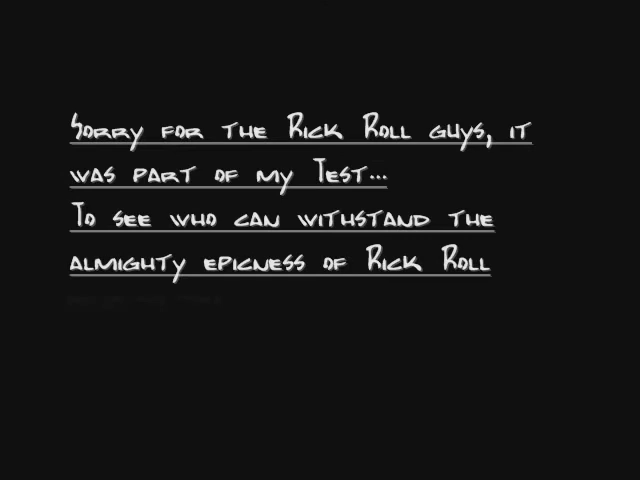 Sorry for the Rick Roll guys, it
was part of my Test...
To see who can withstand the
almighty epicness of Rick Roll